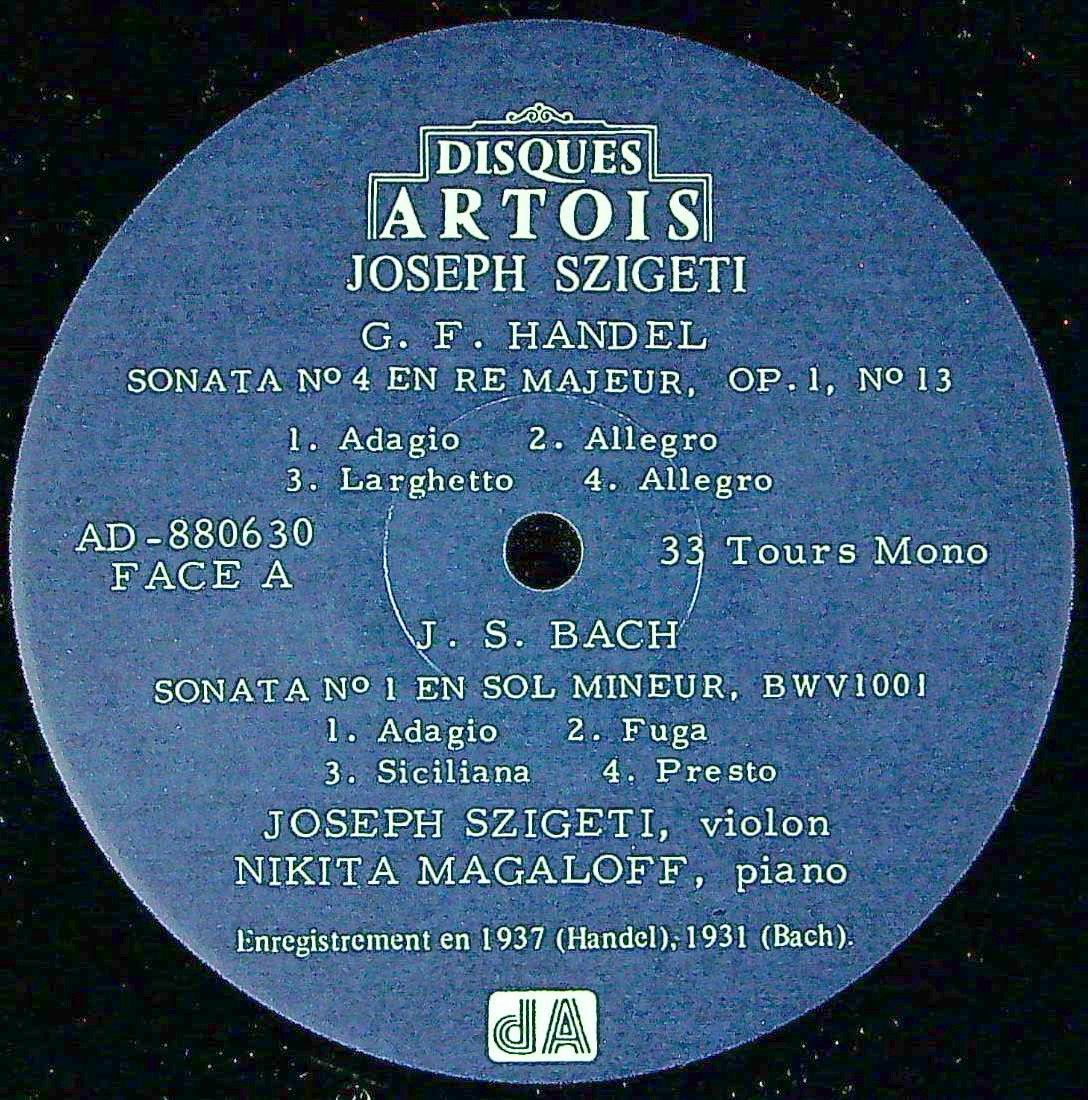 DISQUES
ARTOIS
JOSEPH SZIGETI
G. F. HANDEL
SONATA Nº 4 EN RE MAJEUR, OP.1, Nº 13
1. Adagio 2. Allegro
3. Larghetto 4. Allegro
AD-880630
FACE A
33 Tours Mono
J. S. BACH
SONATA Nº 1 EN SOL MINEUR, BWV1001
1. Adagio 2. Fuga
3. Siciliana 4. Presto
JOSEPH SZIGETI, violon
NIKITA MAGALOFF, piano
Enregistrement en 1937 (Handel), 1931 (Bach).
dA